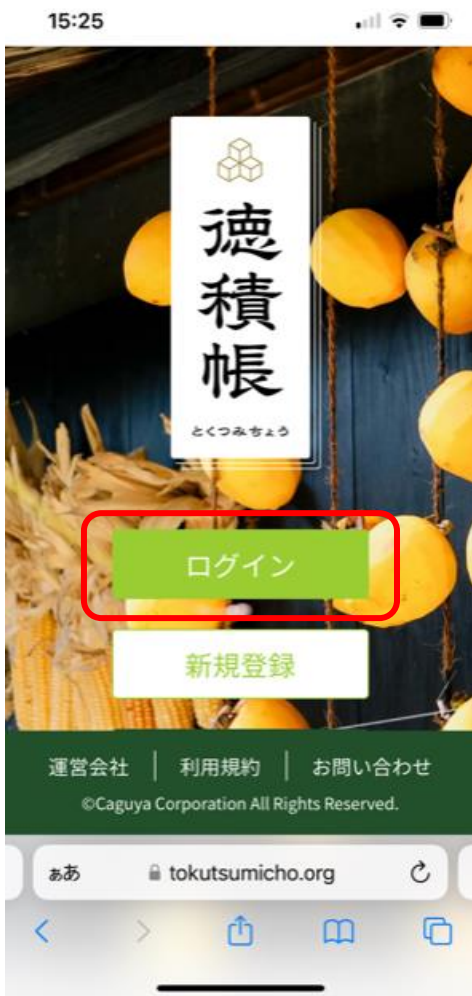 15:25
徳積帳
とくつみちょう
ログイン
新規登録
運営会社 | 利用規約 | お問い合わせ
©Caguya Corporation All Rights Reserved.
ぁあ tokutsumicho.org